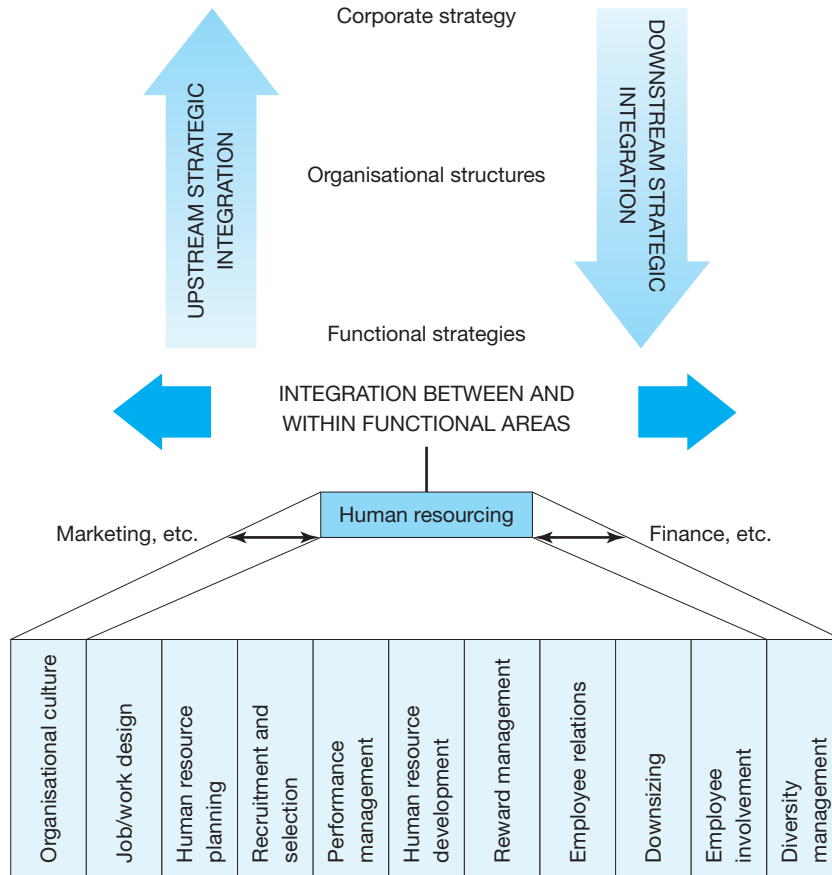 Corporate strategy
UPSTREAM STRATEGIC
INTEGRATION
DOWNSTREAM STRATEGIC
INTEGRATION
Organisational structures
Functional strategies
INTEGRATION BETWEEN AND
WITHIN FUNCTIONAL AREAS
Human resourcing
Marketing, etc.
Finance, etc.
Organisational culture
Job/work design
Human resource
planning
Recruitment and
selection
Performance
management
Human resource
development
Reward management
Employee relations
Downsizing
Employee
involvement
Diversity
management